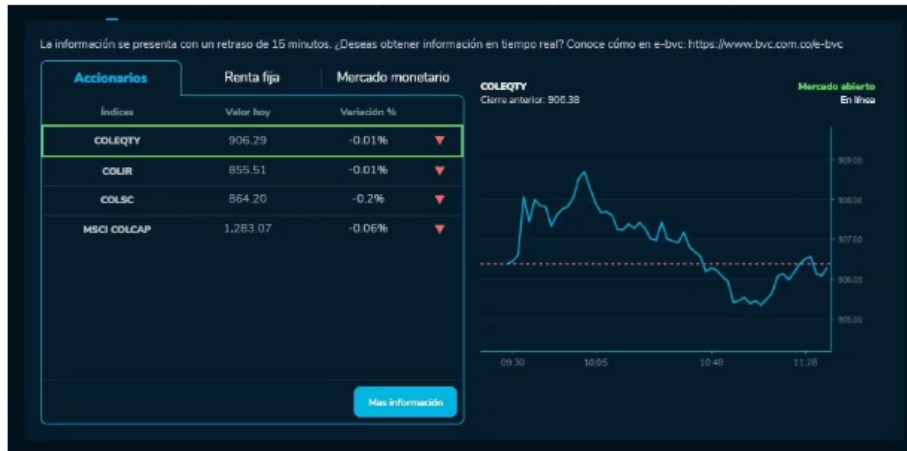 La información se presenta con un retraso de 15 minutos. ¿Deseas obtener información en tiempo real? Conoce cómo en e-bvc: https://www.bvc.com.co/e-bvc
Accionarios Renta fija Mercado monetario
Índices Valor hoy Variación %
COLEQTY 906.29 -0.01% ▼
COLIR 855.51 -0.01% ▼
COLSC 864.20 -0.2% ▼
MSCI COLCAP 1,283.07 -0.06% ▼
Mas información
COLEQTY Mercado abierto
Cierre anterior: 906.38 En línea
909.00
908.00
907.00
906.00
905.00
09:30 10:05 10:48 11:28